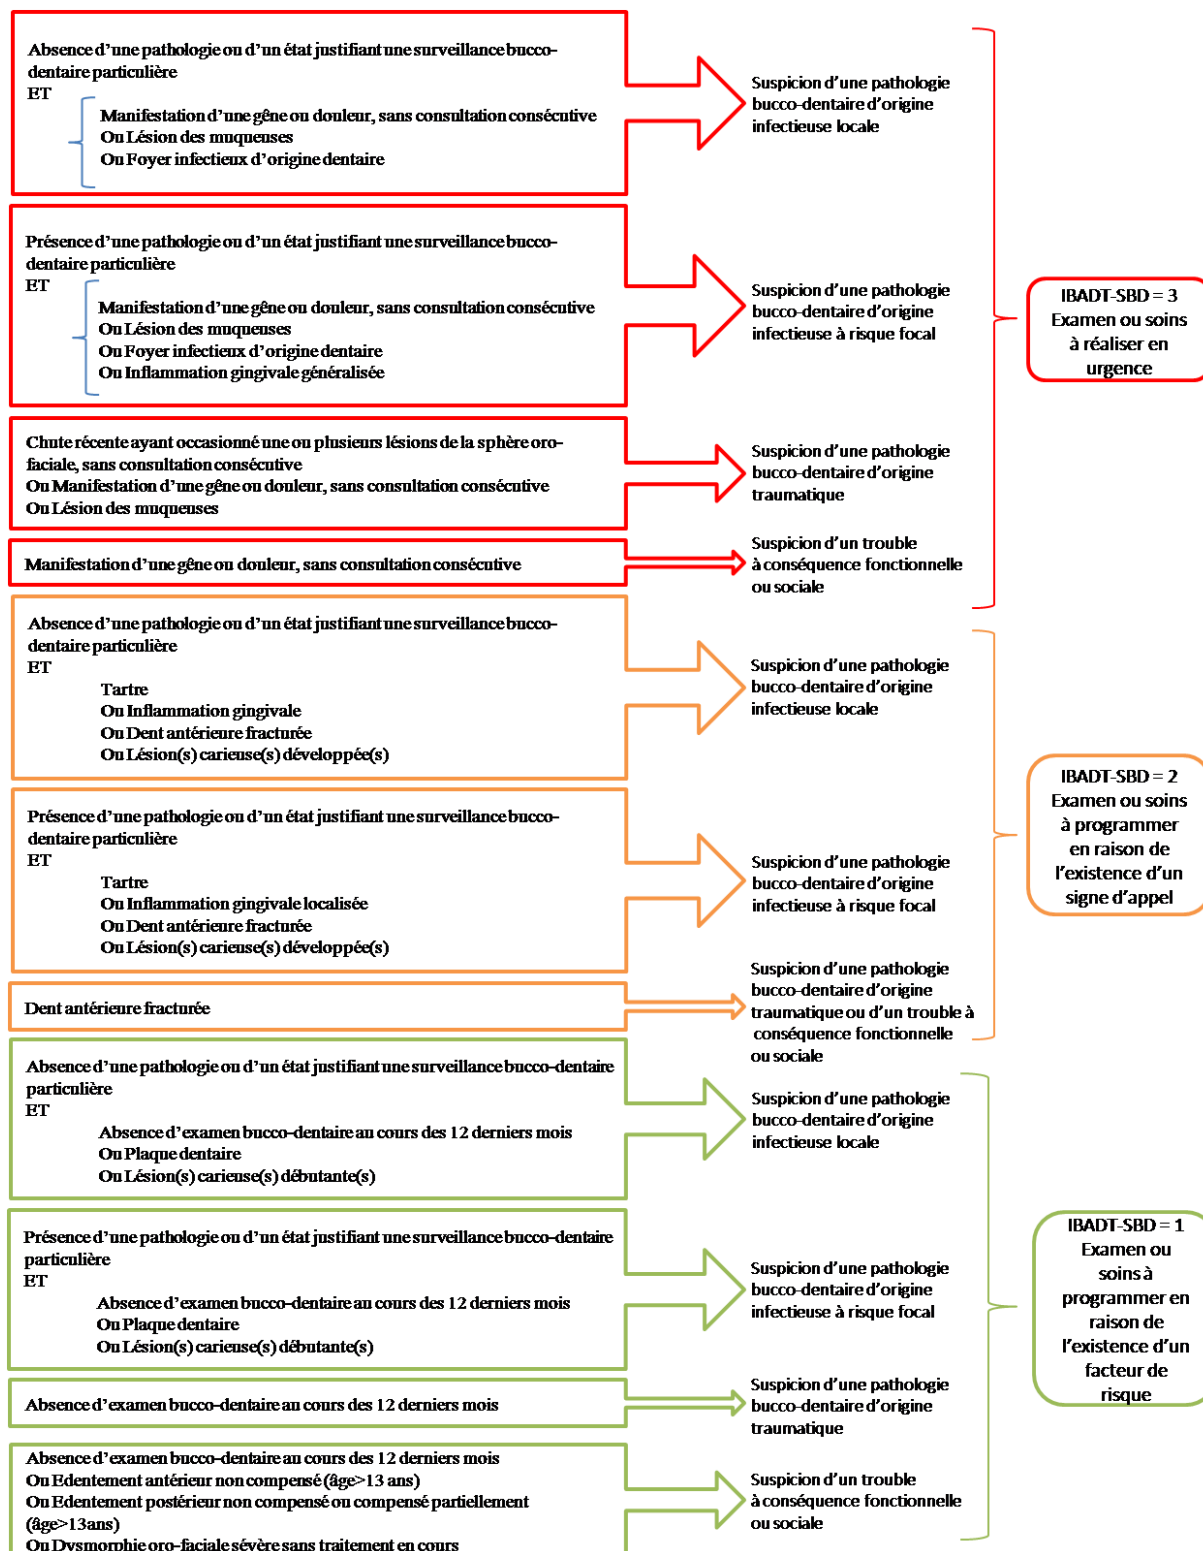 Absence d'une pathologie ou d'un état justifiant une surveillance bucco-
dentaire particulière
ET
Manifestation d'une gêne ou douleur, sans consultation consécutive
Ou Lésion des muqueuses
Ou Foyer infectieux d'origine dentaire
Suspicion d'une pathologie
bucco-dentaire d'origine
infectieuse locale
Présence d'une pathologie ou d'un état justifiant une surveillance bucco-
dentaire particulière
ET
Manifestation d'une gêne ou douleur, sans consultation consécutive
Ou Lésion des muqueuses
Ou Foyer infectieux d'origine dentaire
Ou Inflammation gingivale généralisée
Suspicion d'une pathologie
bucco-dentaire d'origine
infectieuse à risque focal
Chute récente ayant occasionné une ou plusieurs lésions de la sphère oro-
faciale, sans consultation consécutive
Ou Manifestation d'une gêne ou douleur, sans consultation consécutive
Ou Lésion des muqueuses
Suspicion d'une pathologie
bucco-dentaire d'origine
traumatique
Manifestation d'une gêne ou douleur, sans consultation consécutive
Suspicion d'un trouble
à conséquence fonctionnelle
ou sociale
IBADT-SBD = 3
Examen ou soins
à réaliser en
urgence
Absence d'une pathologie ou d'un état justifiant une surveillance bucco-
dentaire particulière
ET
Tartre
Ou Inflammation gingivale
Ou Dent antérieure fracturée
Ou Lésion(s) carieuse(s) développée(s)
Suspicion d'une pathologie
bucco-dentaire d'origine
infectieuse locale
Présence d'une pathologie ou d'un état justifiant une surveillance bucco-
dentaire particulière
ET
Tartre
Ou Inflammation gingivale localisée
Ou Dent antérieure fracturée
Ou Lésion(s) carieuse(s) développée(s)
Suspicion d'une pathologie
bucco-dentaire d'origine
infectieuse à risque focal
Dent antérieure fracturée
Suspicion d'une pathologie
bucco-dentaire d'origine
traumatique ou d'un trouble à
conséquence fonctionnelle
ou sociale
IBADT-SBD = 2
Examen ou soins
à programmer
en raison de
l'existence d'un
signe d'appel
Absence d'une pathologie ou d'un état justifiant une surveillance bucco-dentaire
particulière
ET
Absence d'examen bucco-dentaire au cours des 12 derniers mois
Ou Plaque dentaire
Ou Lésion(s) carieuse(s) débutante(s)
Suspicion d'une pathologie
bucco-dentaire d'origine
infectieuse locale
Présence d'une pathologie ou d'un état justifiant une surveillance bucco-dentaire
particulière
ET
Absence d'examen bucco-dentaire au cours des 12 derniers mois
Ou Plaque dentaire
Ou Lésion(s) carieuse(s) débutante(s)
Suspicion d'une pathologie
bucco-dentaire d'origine
infectieuse à risque focal
Absence d'examen bucco-dentaire au cours des 12 derniers mois
Suspicion d'une pathologie
bucco-dentaire d'origine
traumatique
Absence d'examen bucco-dentaire au cours des 12 derniers mois
Ou Edentement antérieur non compensé (âge>13 ans)
Ou Edentement postérieur non compensé ou compensé partiellement
(âge>13ans)
Ou Dysmorphie oro-faciale sévère sans traitement en cours
Suspicion d'un trouble
à conséquence fonctionnelle
ou sociale
IBADT-SBD = 1
Examen ou
soins à
programmer en
raison de
l'existence d'un
facteur de
risque